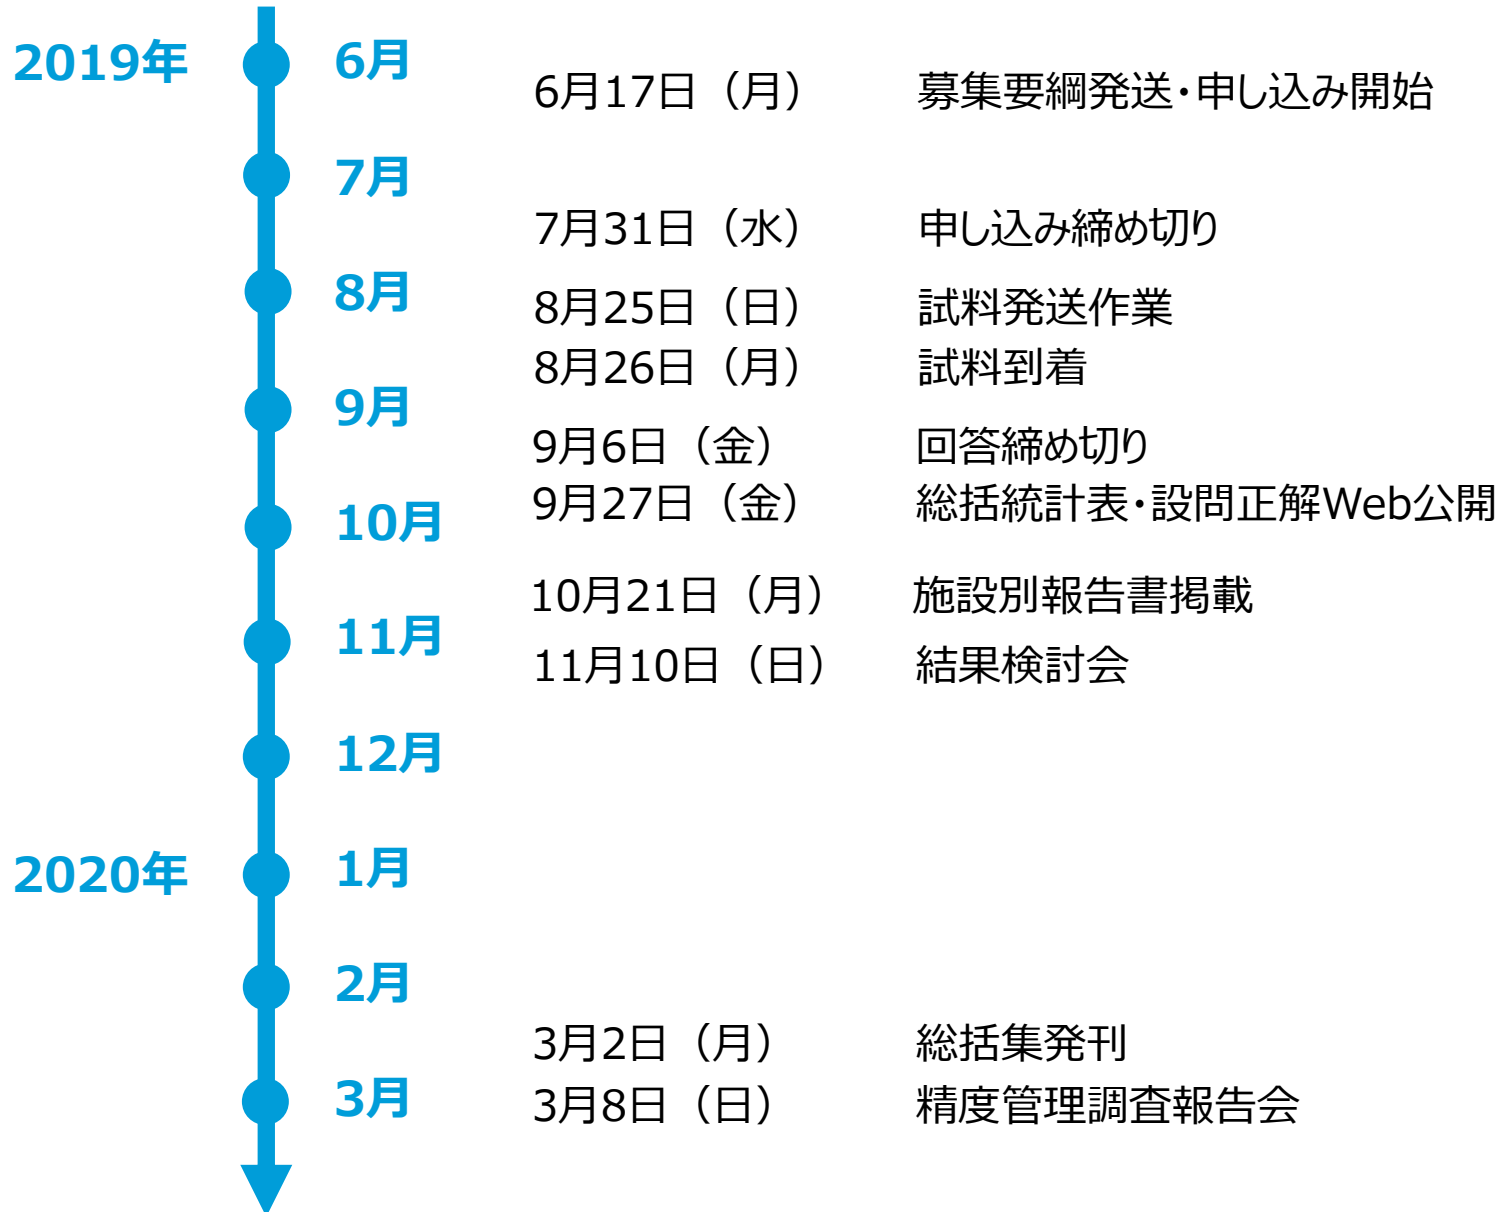 2019年 6月
6月17日（月） 募集要綱発送・申し込み開始
7月
7月31日（水） 申し込み締め切り
8月
8月25日（日） 試料発送作業
8月26日（月） 試料到着
9月
9月6日（金） 回答締め切り
9月27日（金） 総括統計表・設問正解Web公開
10月
10月21日（月） 施設別報告書掲載
11月
11月10日（日） 結果検討会
12月
2020年 1月
2月
3月2日（月） 総括集発刊
3月
3月8日（日） 精度管理調査報告会